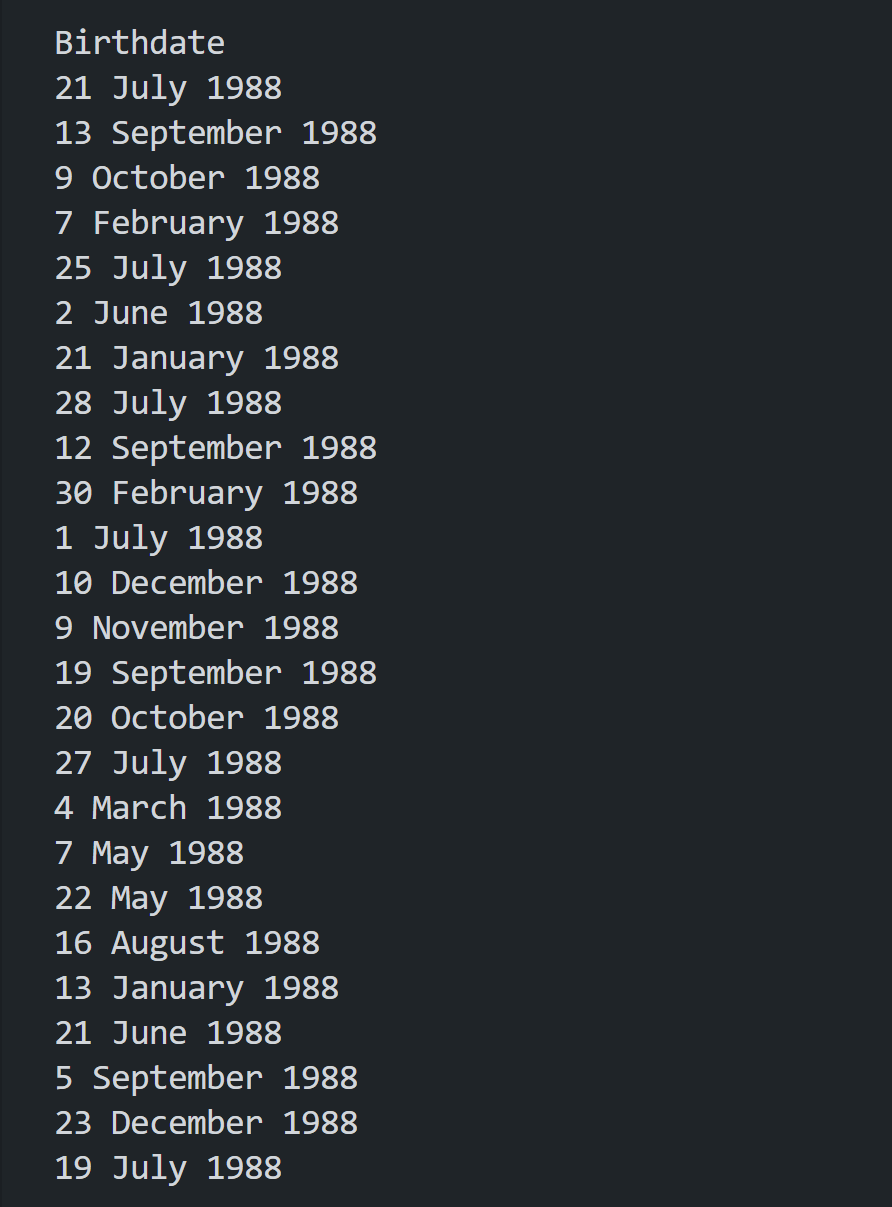 Birthdate
21 July 1988
13 September 1988
9 October 1988
7 February 1988
25 July 1988
2 June 1988
21 January 1988
28 July 1988
12 September 1988
30 February 1988
1 July 1988
10 December 1988
9 November 1988
19 September 1988
20 October 1988
27 July 1988
4 March 1988
7 May 1988
22 May 1988
16 August 1988
13 January 1988
21 June 1988
5 September 1988
23 December 1988
19 July 1988